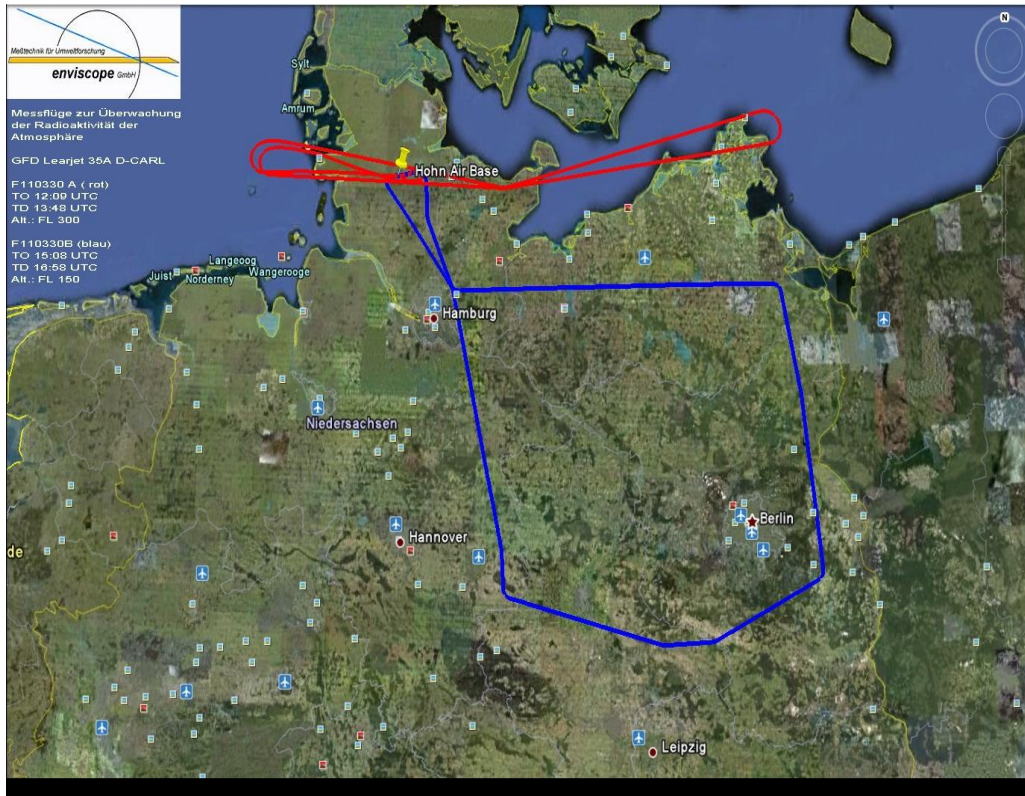 Meßtechnik für Umweltforschung
enviscope GmbH
Messflüge zur Überwachung
der Radioaktivität der
Atmosphäre
GFD Learjet 35A D-CARL
F110330 A ( rot)
TO 12:09 UTC
TD 13:48 UTC
Alt.: FL 300
F110330B (blau)
TO 15:08 UTC
TD 16:58 UTC
Alt.: FL 150
N
Sylt
Amrum
Hohn Air Base
Langeoog
Juist
Norderney
Wangerooge
Hamburg
Niedersachsen
Berlin
Hannover
de
Leipzig